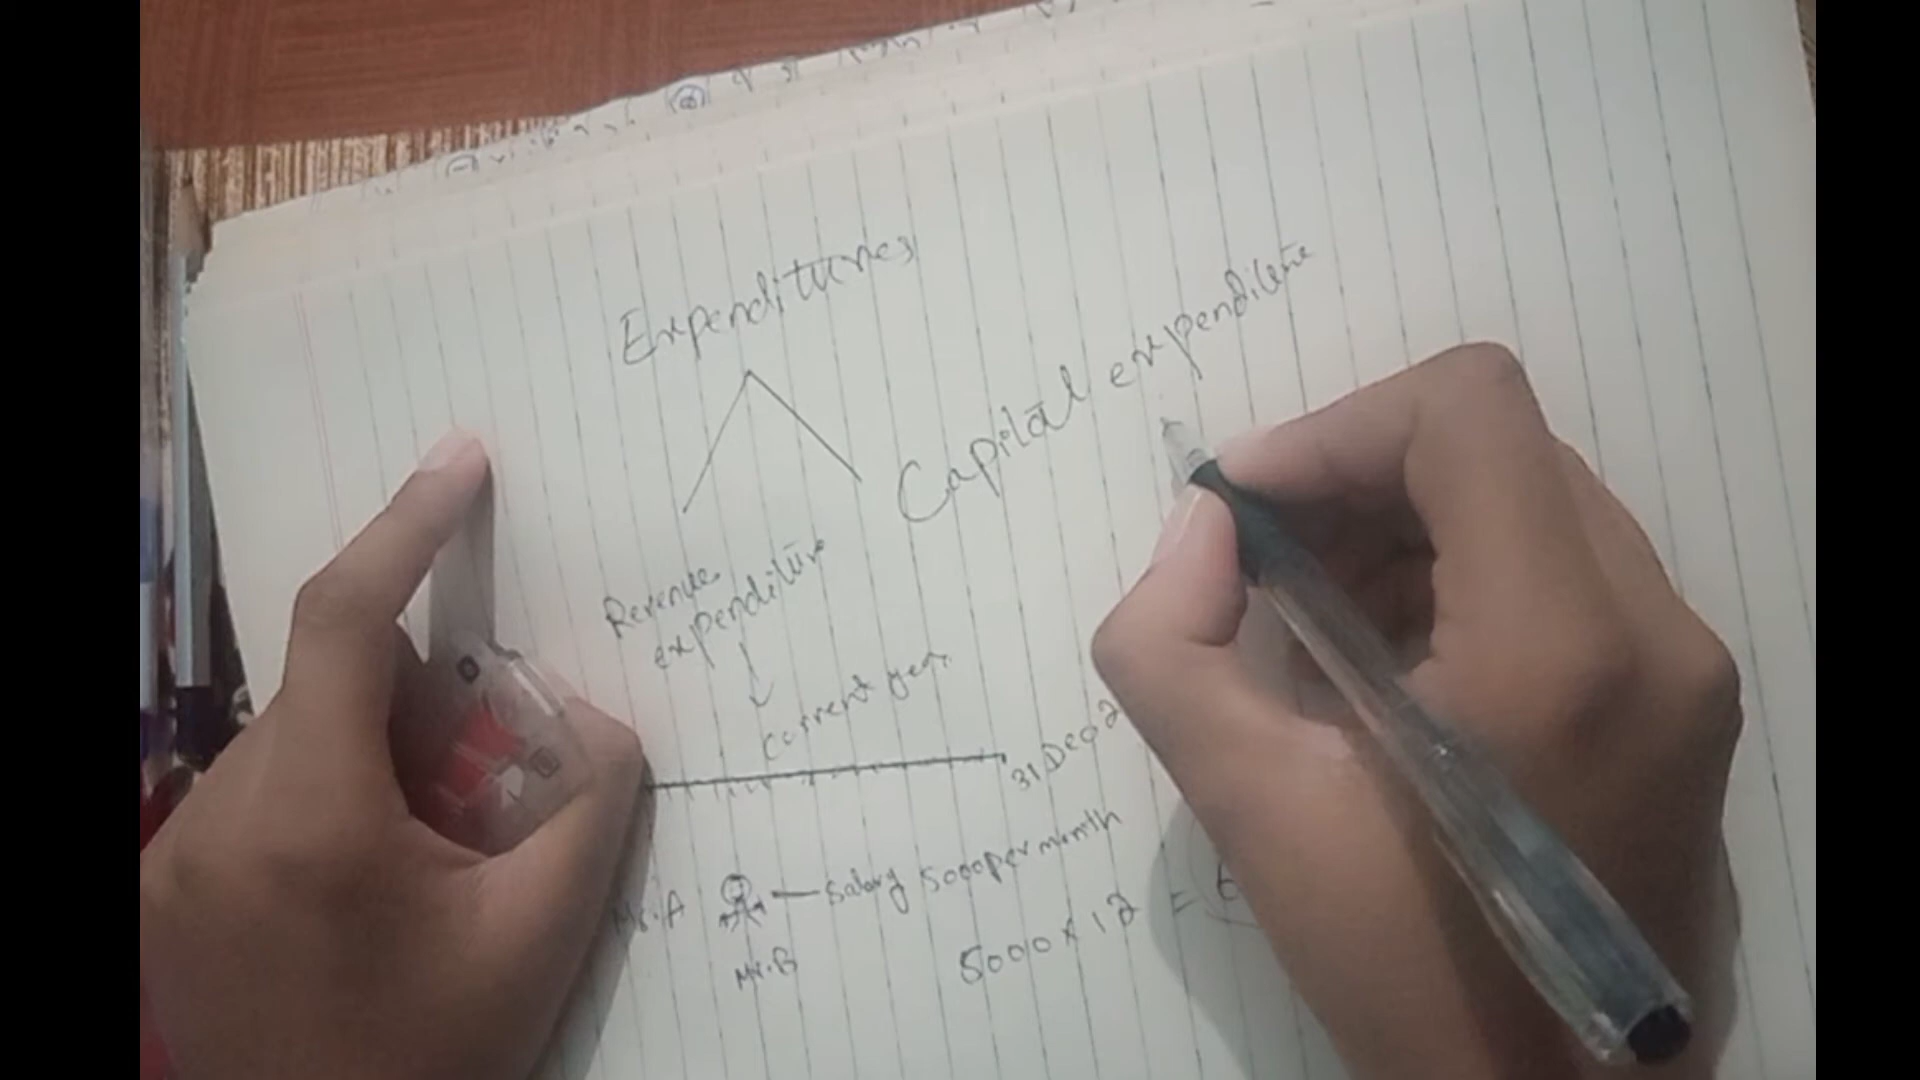 Expenditures
Capital expenditure
Revenue
expenditure
Current year
31 Dec
Mr. A — Salary 5000 per month
Mr. B
5000 × 12 =